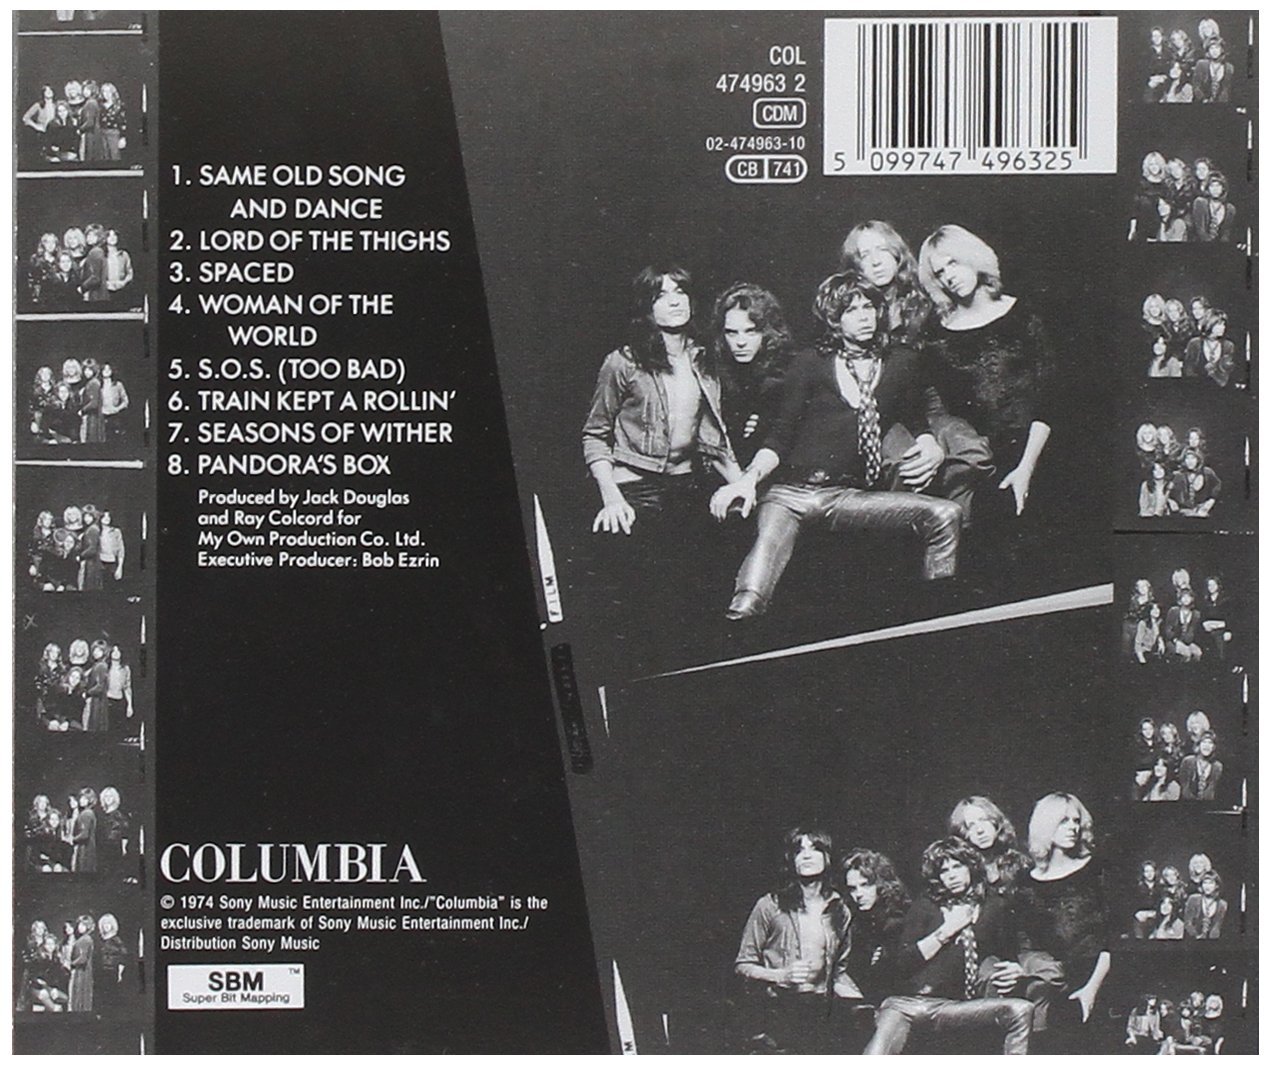 COL
474963 2
CDM
02-474963-10
CB 741
5 099747 496325
1. SAME OLD SONG
AND DANCE
2. LORD OF THE THIGHS
3. SPACED
4. WOMAN OF THE
WORLD
5. S.O.S. (TOO BAD)
6. TRAIN KEPT A ROLLIN'
7. SEASONS OF WITHER
8. PANDORA'S BOX
Produced by Jack Douglas
and Ray Colcord for
My Own Production Co. Ltd.
Executive Producer: Bob Ezrin
FILM
COLUMBIA
© 1974 Sony Music Entertainment Inc./"Columbia" is the
exclusive trademark of Sony Music Entertainment Inc./
Distribution Sony Music
SBM™
Super Bit Mapping